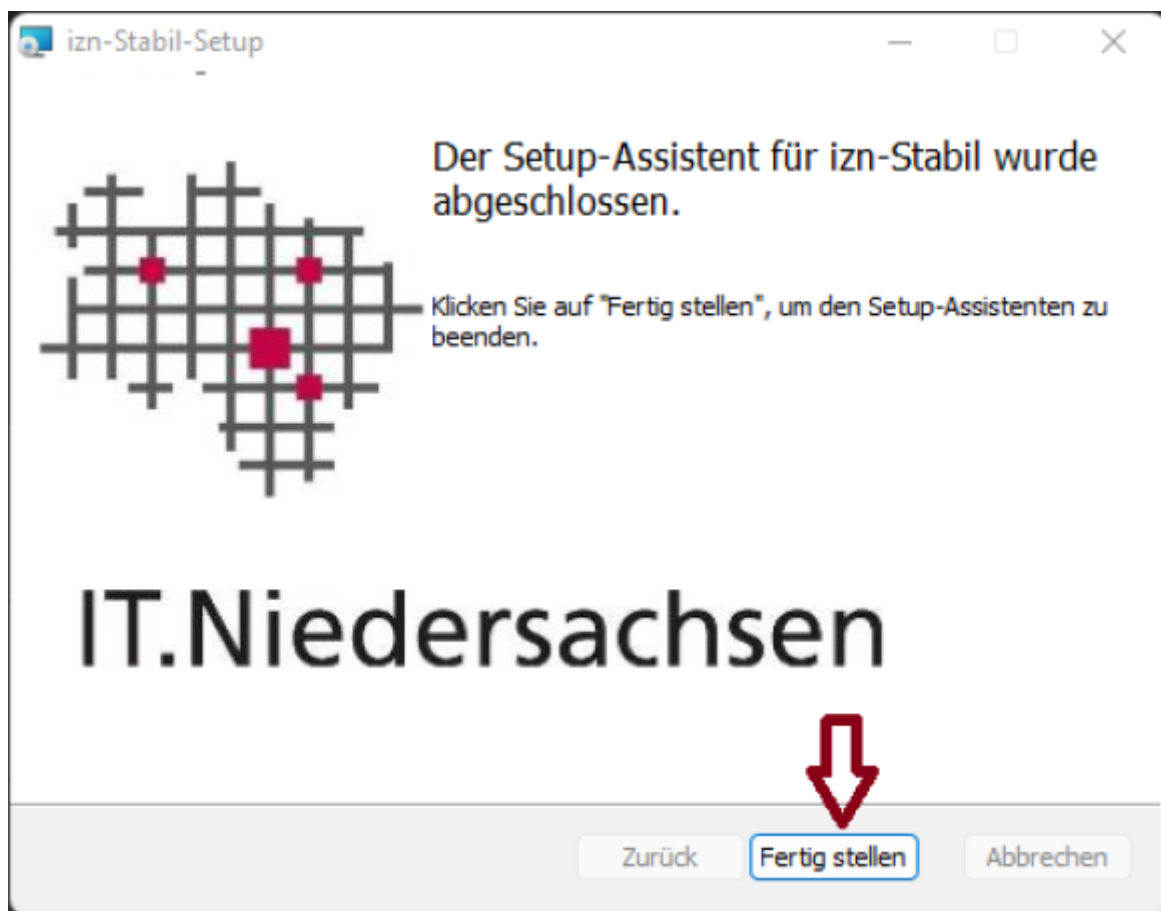 izn-Stabil-Setup
Der Setup-Assistent für izn-Stabil wurde
abgeschlossen.
Klicken Sie auf "Fertig stellen", um den Setup-Assistenten zu
beenden.
IT.Niedersachsen
Zurück Fertig stellen Abbrechen